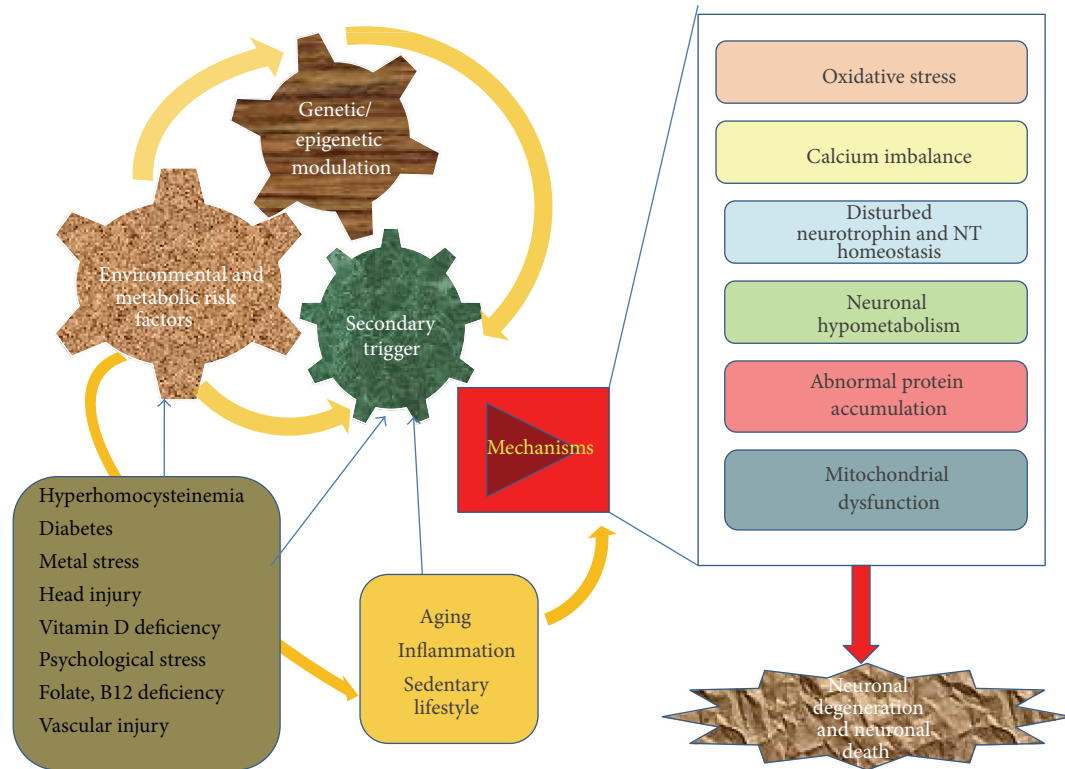 Genetic/
epigenetic
modulation
Environmental and
metabolic risk
factors
Secondary
trigger
Mechanisms
Hyperhomocysteinemia
Diabetes
Metal stress
Head injury
Vitamin D deficiency
Psychological stress
Folate, B12 deficiency
Vascular injury
Aging
Inflammation
Sedentary
lifestyle
Oxidative stress
Calcium imbalance
Disturbed
neurotrophin and NT
homeostasis
Neuronal
hypometabolism
Abnormal protein
accumulation
Mitochondrial
dysfunction
Neuronal
degeneration
and neuronal
death